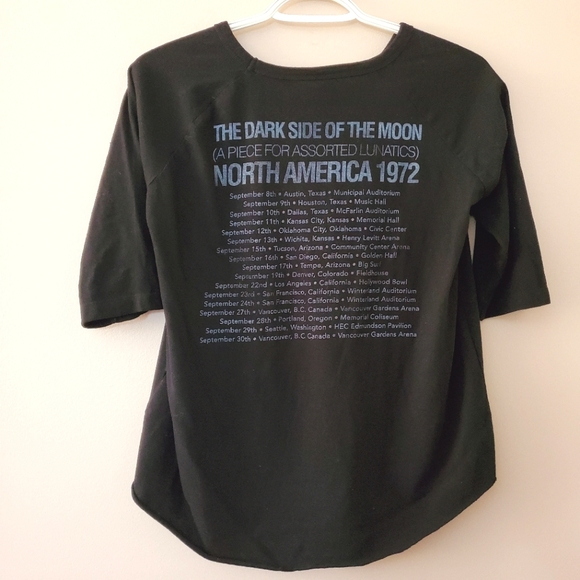 THE DARK SIDE OF THE MOON
(A PIECE FOR ASSORTED LUNATICS)
NORTH AMERICA 1972
September 8th • Austin, Texas • Municipal Auditorium
September 9th • Houston, Texas • Music Hall
September 10th • Dallas, Texas • McFarlin Auditorium
September 11th • Kansas City, Kansas • Memorial Hall
September 12th • Oklahoma City, Oklahoma • Civic Center
September 13th • Wichita, Kansas • Henry Levitt Arena
September 15th • Tucson, Arizona • Community Center Arena
September 16th • San Diego, California • Golden Hall
September 17th • Tempe, Arizona • Big Surf
September 19th • Denver, Colorado • Fieldhouse
September 22nd • Los Angeles • California • Hollywood Bowl
September 23nd • San Francisco, California • Winterland Auditorium
September 24th • San Francisco, California • Winterland Auditorium
September 27th • Vancouver, B.C. Canada • Vancouver Gardens Arena
September 28th • Portland, Oregon • Memorial Coliseum
September 29th • Seattle, Washington • HEC Edmundson Pavilion
September 30th • Vancouver, B.C. Canada • Vancouver Gardens Arena